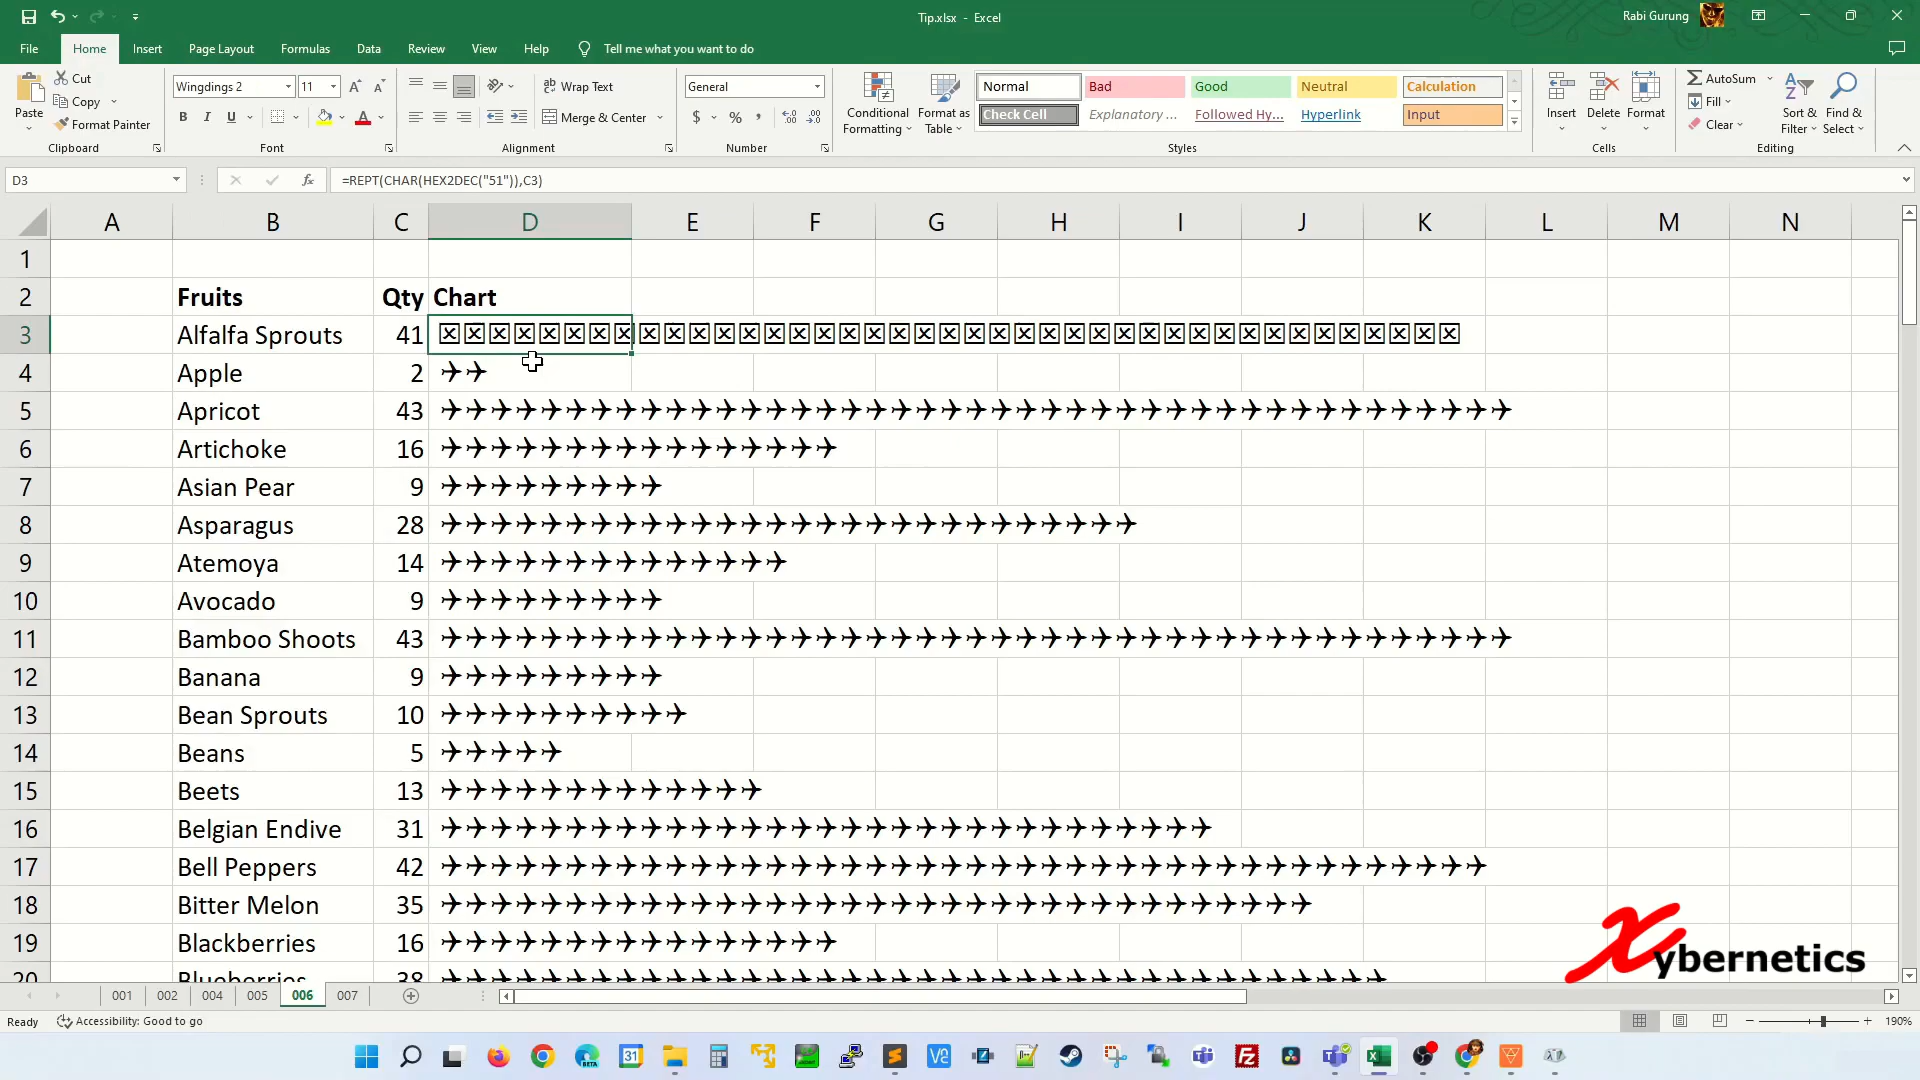 Tip.xlsx - Excel
Rabi Gurung
File Home Insert Page Layout Formulas Data Review View Help Tell me what you want to do
Paste
Cut
Copy
Format Painter
Clipboard
Wingdings 2 11
B I U
Font
Wrap Text
Merge & Center
Alignment
General
$ % ,
Number
Conditional Formatting
Format as Table
Normal Bad Good Neutral Calculation
Check Cell Explanatory ... Followed Hy... Hyperlink Input
Styles
Insert Delete Format
Cells
AutoSum
Fill
Clear
Sort & Filter
Find & Select
Editing
D3 fx =REPT(CHAR(HEX2DEC("51")),C3)
A B C D E F G H I J K L M N
1
2 Fruits Qty Chart
3 Alfalfa Sprouts 41
4 Apple 2
5 Apricot 43
6 Artichoke 16
7 Asian Pear 9
8 Asparagus 28
9 Atemoya 14
10 Avocado 9
11 Bamboo Shoots 43
12 Banana 9
13 Bean Sprouts 10
14 Beans 5
15 Beets 13
16 Belgian Endive 31
17 Bell Peppers 42
18 Bitter Melon 35
19 Blackberries 16
20 Blueberries 38
Xybernetics
001 002 004 005 006 007
Ready Accessibility: Good to go
190%